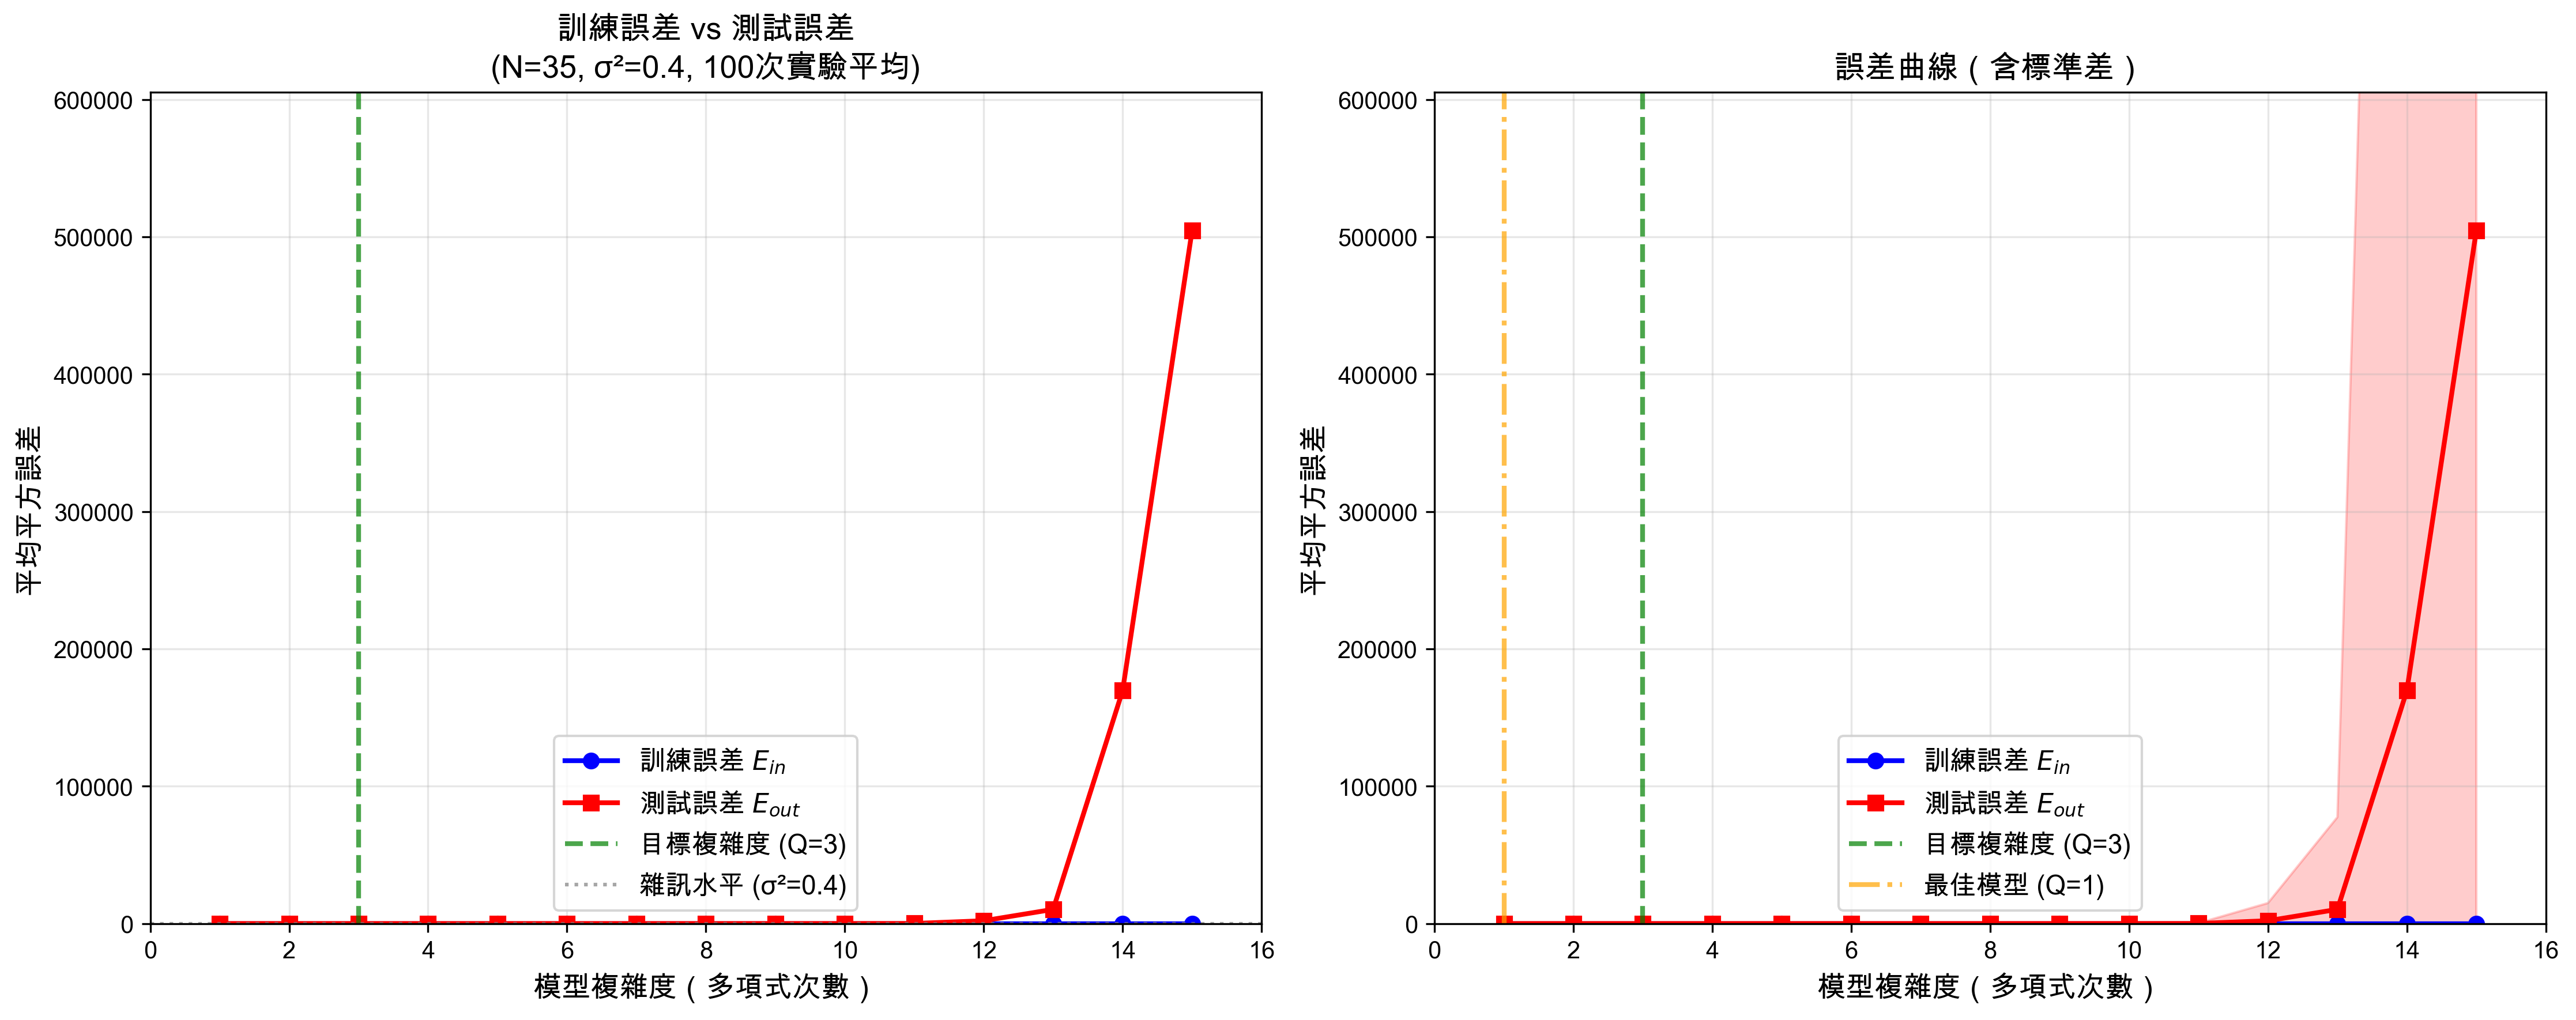 訓練誤差 vs 測試誤差
(N=35, σ²=0.4, 100次實驗平均)
600000
500000
400000
300000
200000
100000
0
平均平方誤差
0 2 4 6 8 10 12 14 16
模型複雜度（多項式次數）
訓練誤差 E_in
測試誤差 E_out
目標複雜度 (Q=3)
雜訊水平 (σ²=0.4)
誤差曲線（含標準差）
600000
500000
400000
300000
200000
100000
0
平均平方誤差
0 2 4 6 8 10 12 14 16
模型複雜度（多項式次數）
訓練誤差 E_in
測試誤差 E_out
目標複雜度 (Q=3)
最佳模型 (Q=1)